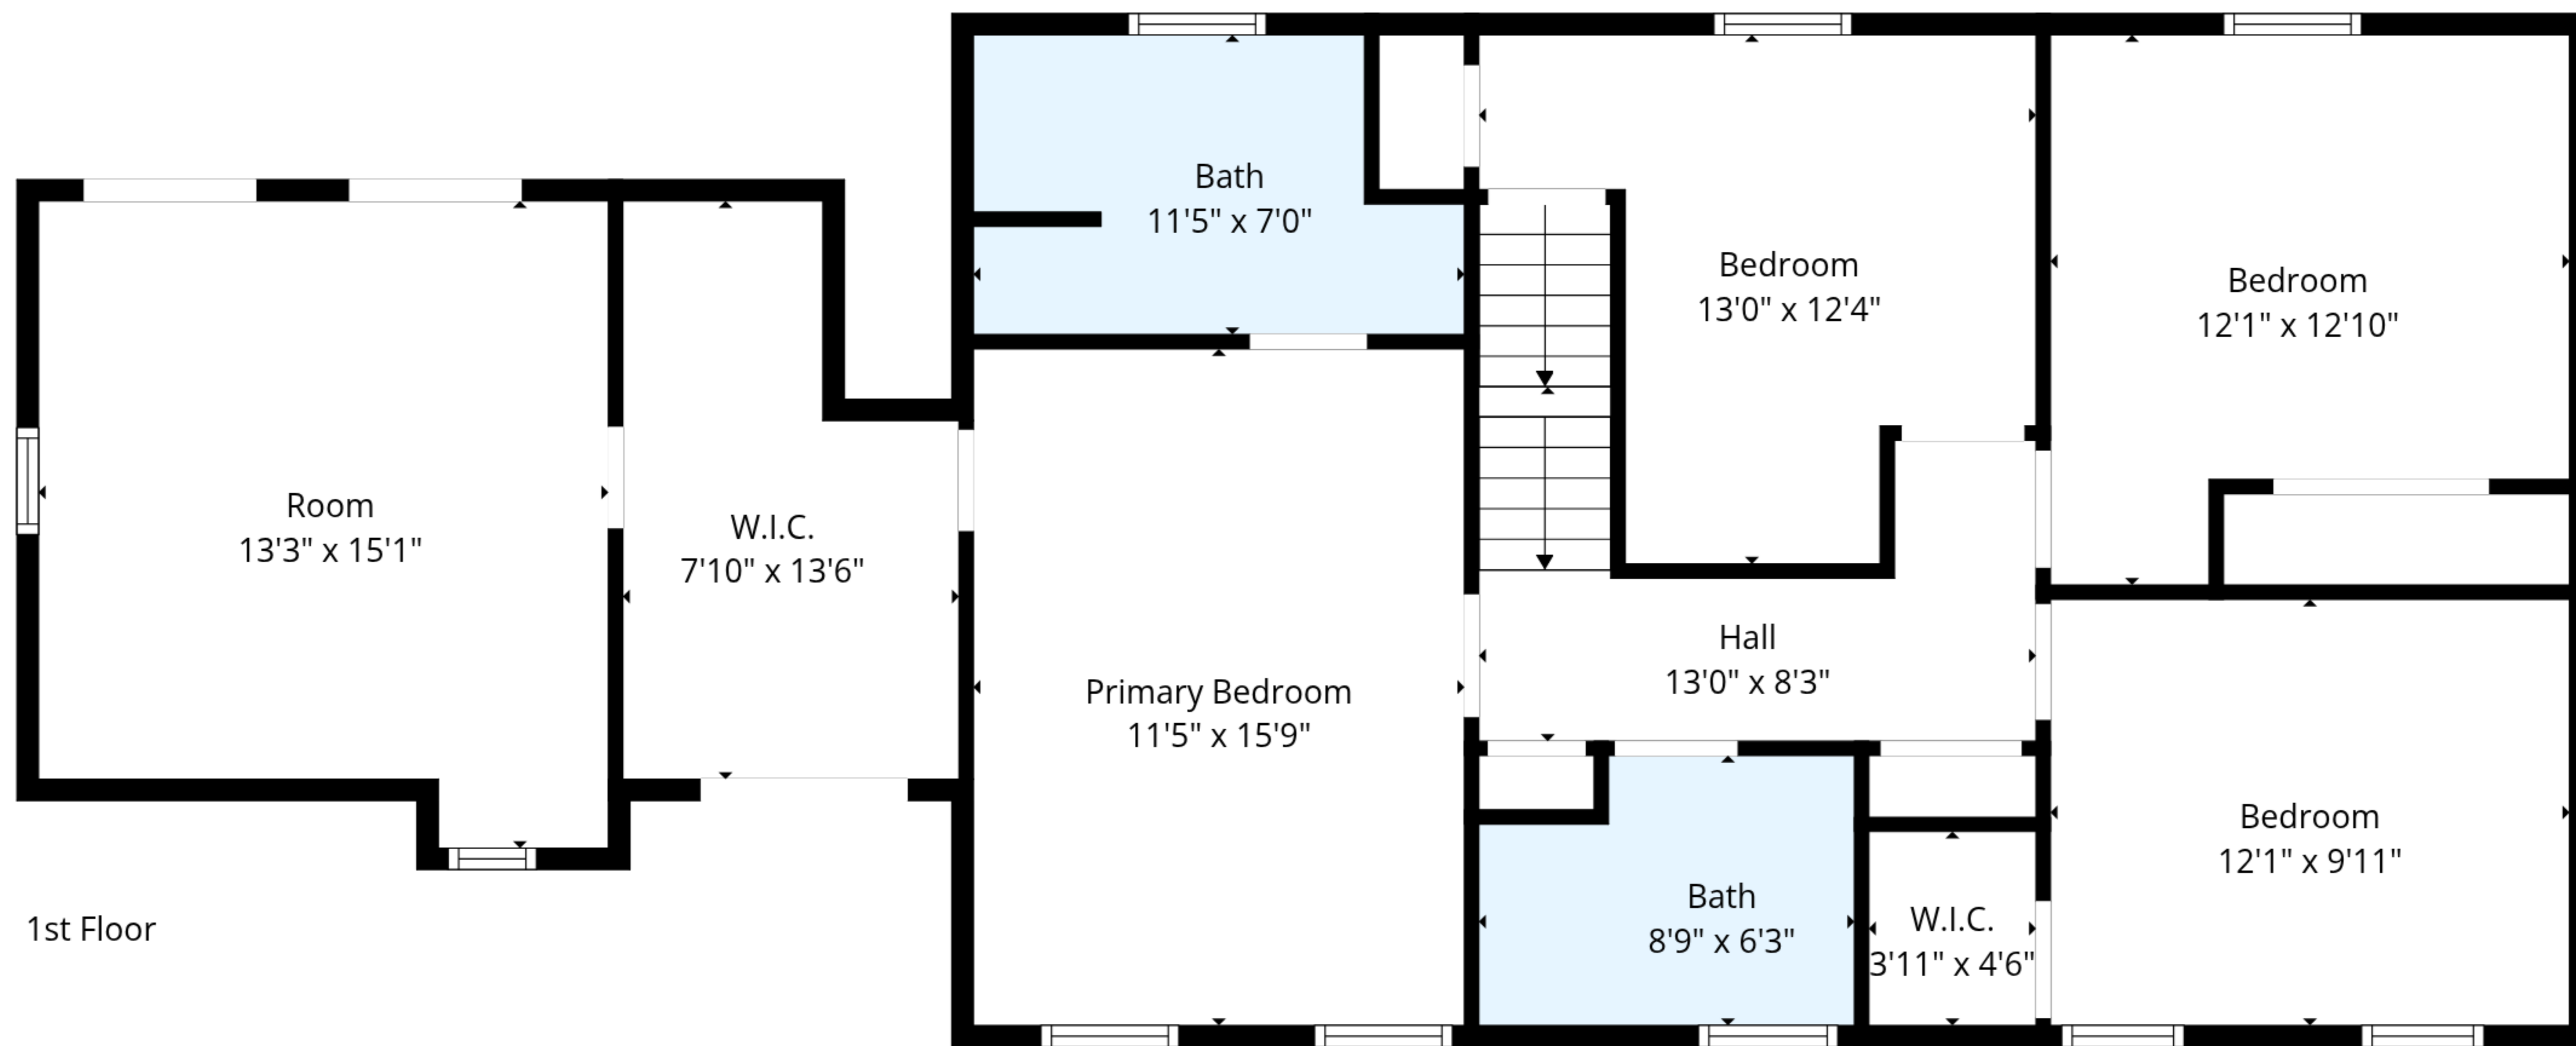 Bath
11'5" x 7'0"
Bedroom
13'0" x 12'4"
Bedroom
12'1" x 12'10"
Room
13'3" x 15'1"
W.I.C.
7'10" x 13'6"
Primary Bedroom
11'5" x 15'9"
Hall
13'0" x 8'3"
Bedroom
12'1" x 9'11"
Bath
8'9" x 6'3"
W.I.C.
3'11" x 4'6"
1st Floor